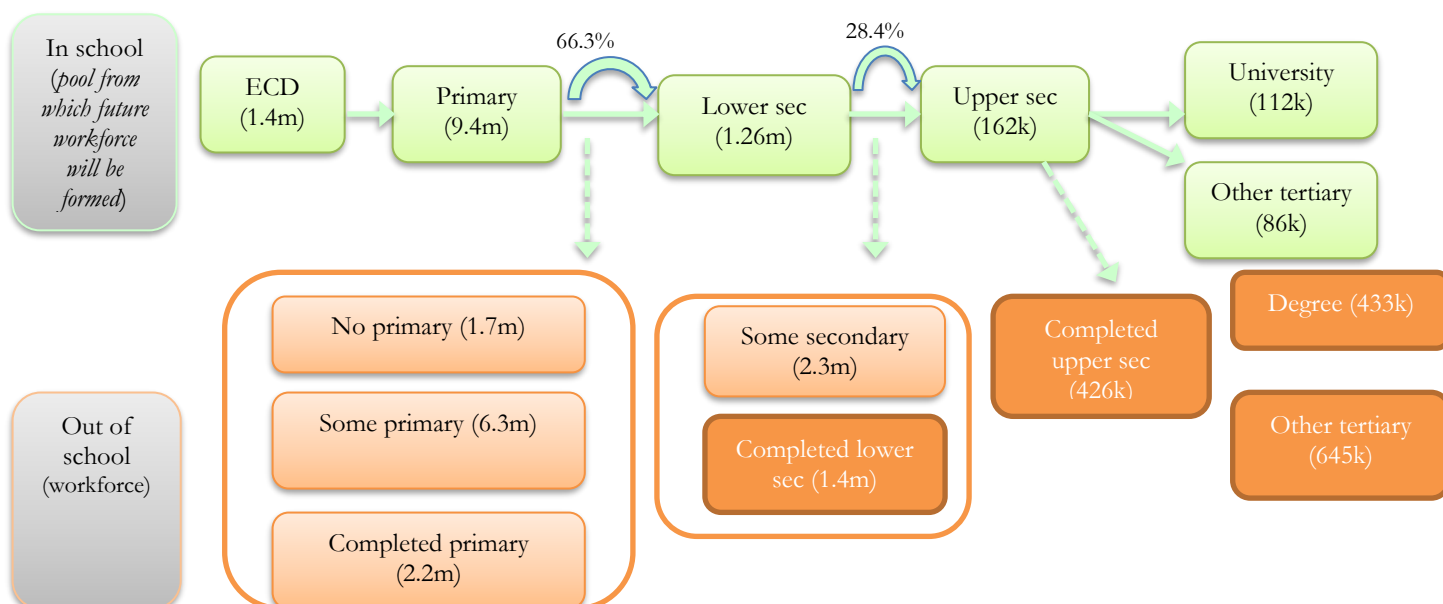 In school
(pool from
which future
workforce
will be
formed)
ECD
(1.4m)
Primary
(9.4m)
66.3%
Lower sec
(1.26m)
28.4%
Upper sec
(162k)
University
(112k)
Other tertiary
(86k)
Out of
school
(workforce)
No primary (1.7m)
Some primary (6.3m)
Completed primary
(2.2m)
Some secondary
(2.3m)
Completed lower
sec (1.4m)
Completed
upper sec
(426k)
Degree (433k)
Other tertiary
(645k)